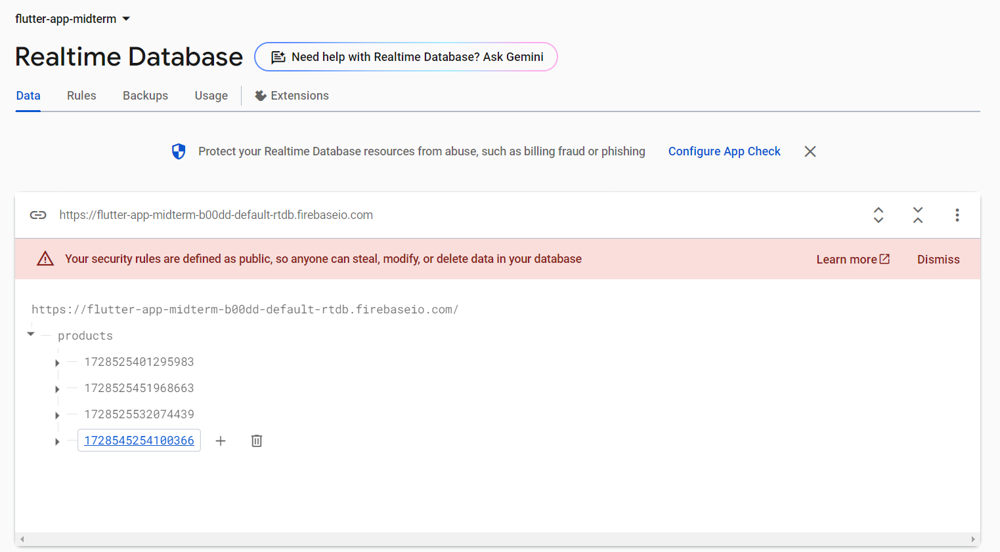 flutter-app-midterm
Realtime Database
Need help with Realtime Database? Ask Gemini
Data Rules Backups Usage Extensions
Protect your Realtime Database resources from abuse, such as billing fraud or phishing Configure App Check
https://flutter-app-midterm-b00dd-default-rtdb.firebaseio.com
Your security rules are defined as public, so anyone can steal, modify, or delete data in your database Learn more Dismiss
https://flutter-app-midterm-b00dd-default-rtdb.firebaseio.com/
products
1728525401295983
1728525451968663
1728525532074439
1728545254100366